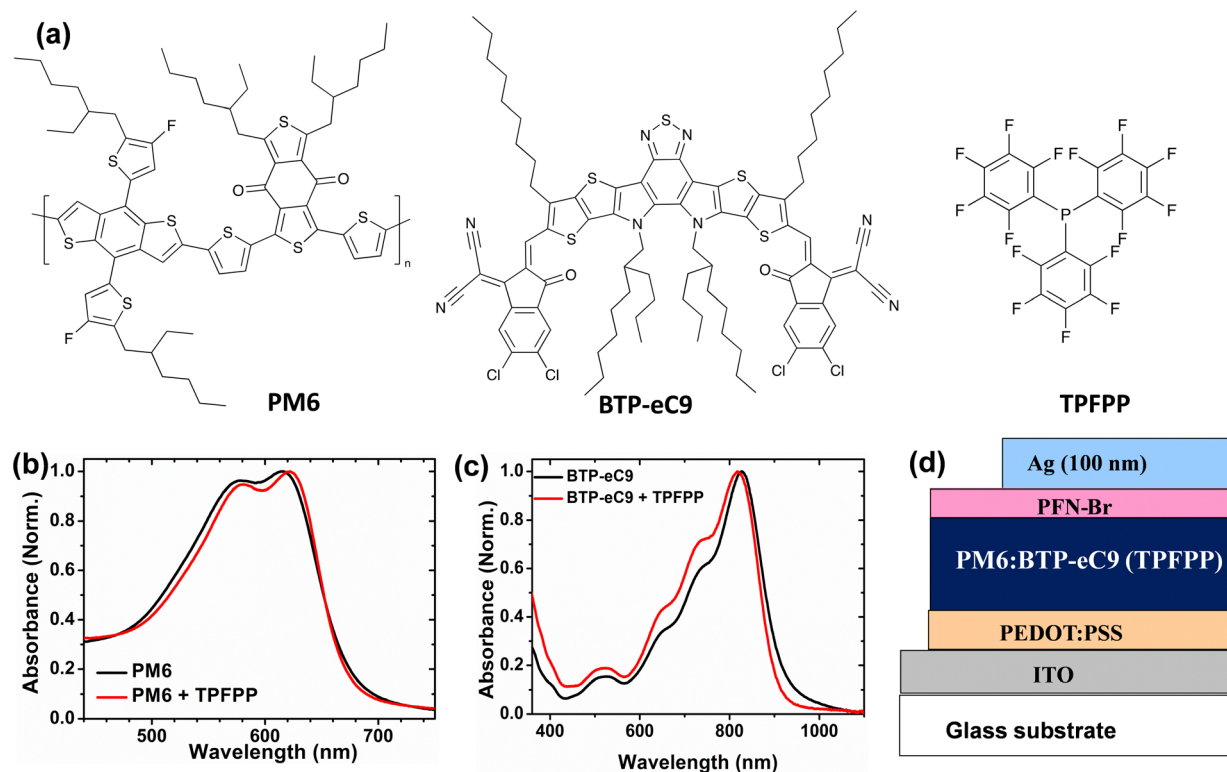 (a)
F
S
S
S
S
S
F
O
O
S
S
S
S
n
PM6
S
N
N
S
S
S
S
N
N
N
N
O
O
N
N
Cl
Cl
Cl
Cl
BTP-eC9
F
F
F
F
F
F
F
F
F
F
P
F
F
F
F
F
TPFPP
(b)
Absorbance (Norm.)
1.0
0.8
0.6
0.4
0.2
0.0
PM6
PM6 + TPFPP
500
600
700
Wavelength (nm)
(c)
Absorbance (Norm.)
1.0
0.8
0.6
0.4
0.2
0.0
BTP-eC9
BTP-eC9 + TPFPP
400
600
800
1000
Wavelength (nm)
(d)
Ag (100 nm)
PFN-Br
PM6:BTP-eC9 (TPFPP)
PEDOT:PSS
ITO
Glass substrate